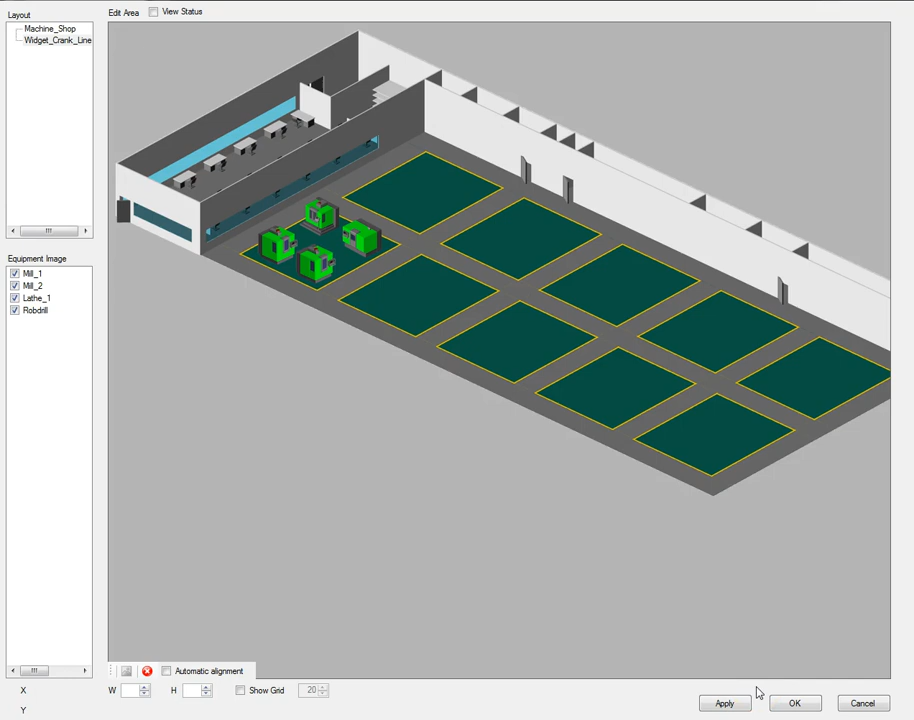 Layout
Machine_Shop
Widget_Crank_Line
Equipment Image
Mill_1
Mill_2
Lathe_1
Robdrill
X
Y
Edit Area
View Status
Automatic alignment
W
H
Show Grid
20
Apply
OK
Cancel